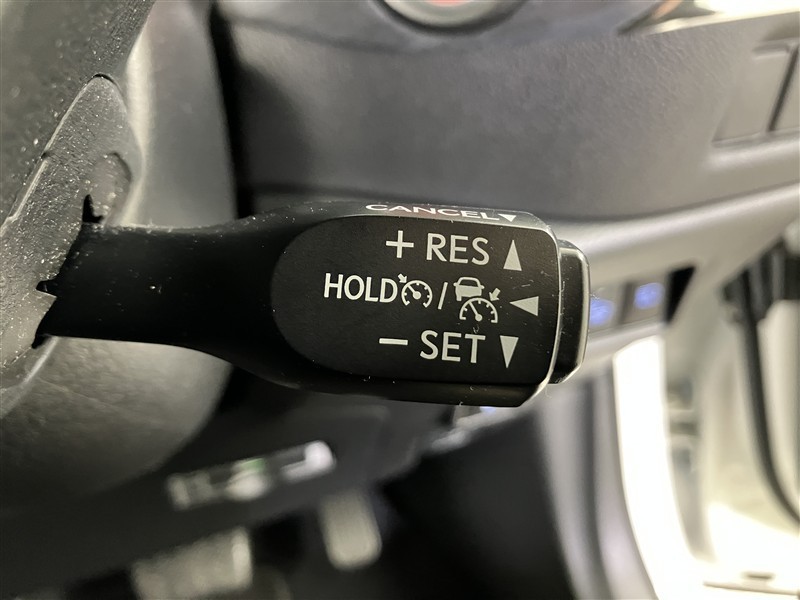 CANCEL▼
+ RES ▲
HOLD / ◀
− SET ▼